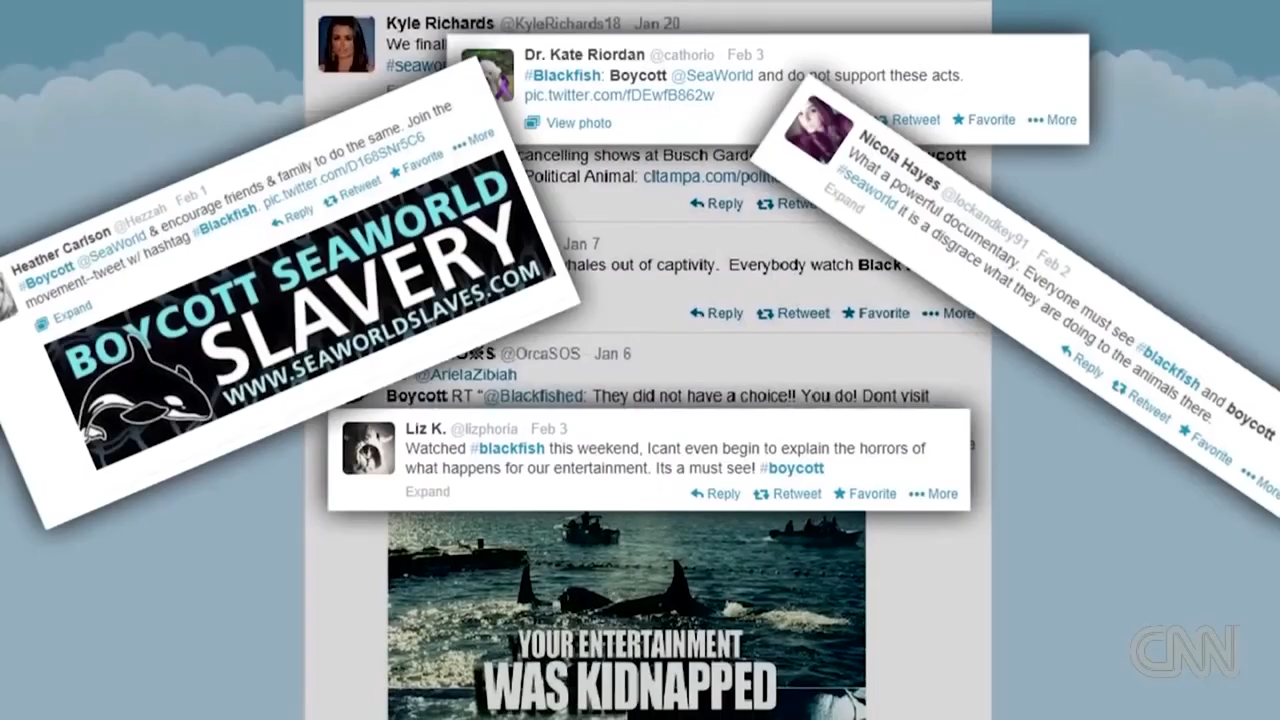 Kyle Richards @KyleRichards18 Jan 20
We final
#seawo
Dr. Kate Riordan @cathorio Feb 3
#Blackfish: Boycott @SeaWorld and do not support these acts.
pic.twitter.com/fDEwfB862w
View photo
Retweet Favorite More
cancelling shows at Busch Gard
Political Animal: cltampa.com/politi
Reply Retwe
Jan 7
whales out of captivity. Everybody watch Black
Reply Retweet Favorite More
@OrcaSOS Jan 6
@ArielaZibiah
Boycott RT "@Blackfished: They did not have a choice!! You do! Dont visit
Heather Carlson @Hezzah Feb 1
#Boycott @SeaWorld & encourage friends & family to do the same. Join the
movement--tweet w/ hashtag #Blackfish. pic.twitter.com/D168SNr5C6
Expand
Reply Retweet Favorite More
BOYCOTT SEAWORLD
SLAVERY
WWW.SEAWORLDSLAVES.COM
Nicola Hayes @lockandkey91 Feb 2
What a powerful documentary. Everyone must see #blackfish and boycott
#seaworld it is a disgrace what they are doing to the animals there.
Expand
Reply Retweet Favorite More
Liz K. @lizphoria Feb 3
Watched #blackfish this weekend, Icant even begin to explain the horrors of
what happens for our entertainment. Its a must see! #boycott
Expand
Reply Retweet Favorite More
YOUR ENTERTAINMENT
WAS KIDNAPPED
CNN